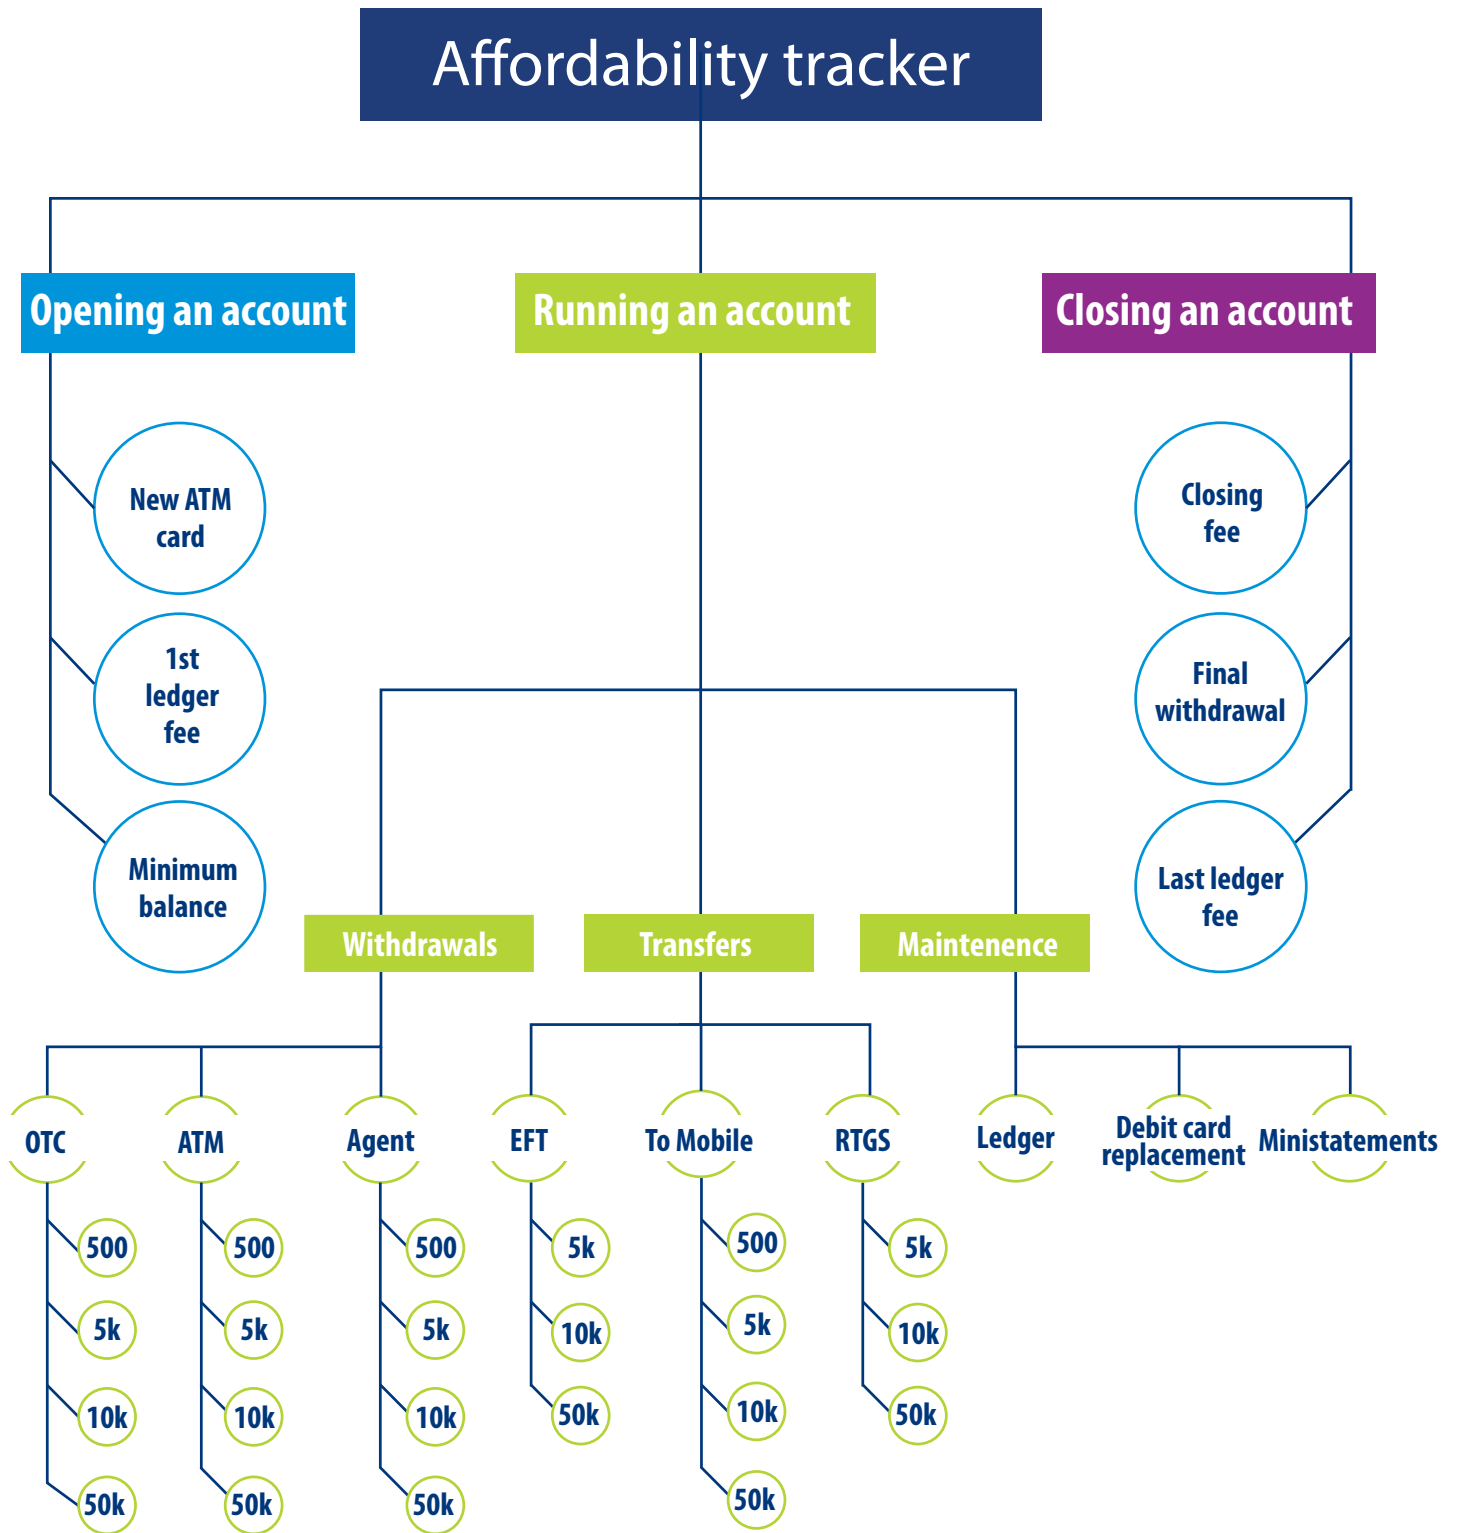 Affordability tracker
Opening an account
Running an account
Closing an account
New ATM
card
1st
ledger
fee
Minimum
balance
Closing
fee
Final
withdrawal
Last ledger
fee
Withdrawals
Transfers
Maintenence
OTC
ATM
Agent
EFT
To Mobile
RTGS
Ledger
Debit card
replacement
Ministatements
500
5k
10k
50k
500
5k
10k
50k
500
5k
10k
50k
5k
10k
50k
500
5k
10k
50k
5k
10k
50k